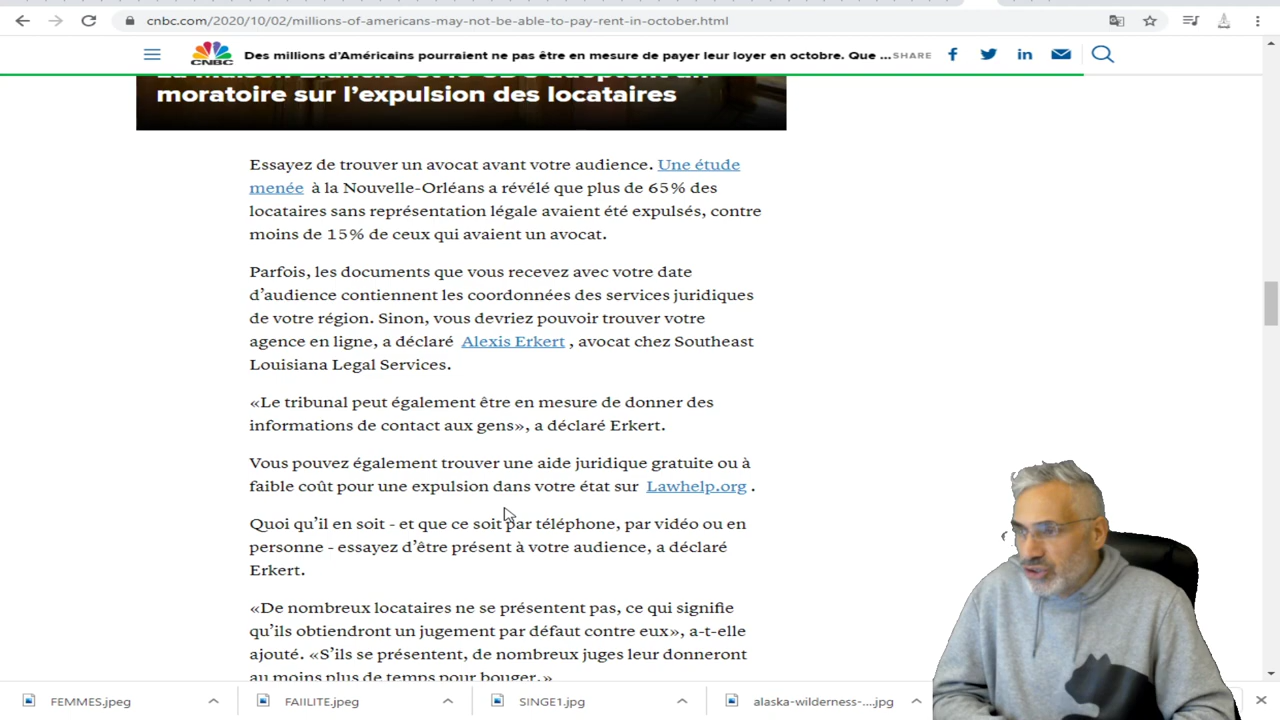 cnbc.com/2020/10/02/millions-of-americans-may-not-be-able-to-pay-rent-in-october.html
CNBC
Des millions d'Américains pourraient ne pas être en mesure de payer leur loyer en octobre. Que ... SHARE
moratoire sur l'expulsion des locataires
Essayez de trouver un avocat avant votre audience. Une étude
menée à la Nouvelle-Orléans a révélé que plus de 65% des
locataires sans représentation légale avaient été expulsés, contre
moins de 15% de ceux qui avaient un avocat.
Parfois, les documents que vous recevez avec votre date
d'audience contiennent les coordonnées des services juridiques
de votre région. Sinon, vous devriez pouvoir trouver votre
agence en ligne, a déclaré Alexis Erkert , avocat chez Southeast
Louisiana Legal Services.
«Le tribunal peut également être en mesure de donner des
informations de contact aux gens», a déclaré Erkert.
Vous pouvez également trouver une aide juridique gratuite ou à
faible coût pour une expulsion dans votre état sur Lawhelp.org .
Quoi qu'il en soit - et que ce soit par téléphone, par vidéo ou en
personne - essayez d'être présent à votre audience, a déclaré
Erkert.
«De nombreux locataires ne se présentent pas, ce qui signifie
qu'ils obtiendront un jugement par défaut contre eux», a-t-elle
ajouté. «S'ils se présentent, de nombreux juges leur donneront
au moins plus de temps pour bouger.»
FEMMES.jpeg
FAIILITE.jpeg
SINGE1.jpg
alaska-wilderness-....jpg